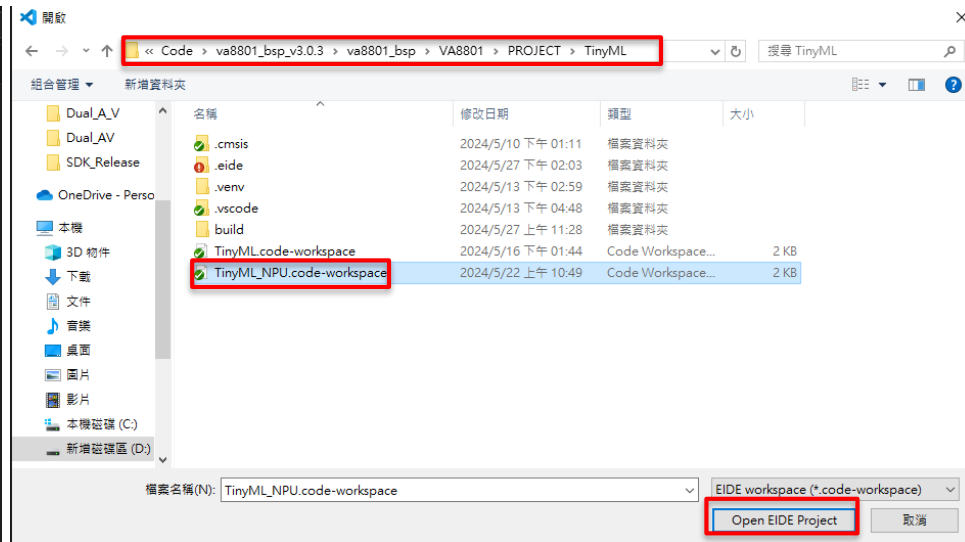 開啟
« Code › va8801_bsp_v3.0.3 › va8801_bsp › VA8801 › PROJECT › TinyML
搜尋 TinyML
組合管理 新增資料夾
Dual_A_V
Dual_AV
SDK_Release
OneDrive - Perso
本機
3D 物件
下載
文件
音樂
桌面
圖片
影片
本機磁碟 (C:)
新增磁碟區 (D:)
名稱 修改日期 類型 大小
.cmsis 2024/5/10 下午 01:11 檔案資料夾
.eide 2024/5/27 下午 02:03 檔案資料夾
.venv 2024/5/13 下午 02:59 檔案資料夾
.vscode 2024/5/13 下午 04:48 檔案資料夾
build 2024/5/27 上午 11:28 檔案資料夾
TinyML.code-workspace 2024/5/16 下午 01:44 Code Workspace... 2 KB
TinyML_NPU.code-workspace 2024/5/22 上午 10:49 Code Workspace... 2 KB
檔案名稱(N): TinyML_NPU.code-workspace EIDE workspace (*.code-workspace)
Open EIDE Project 取消